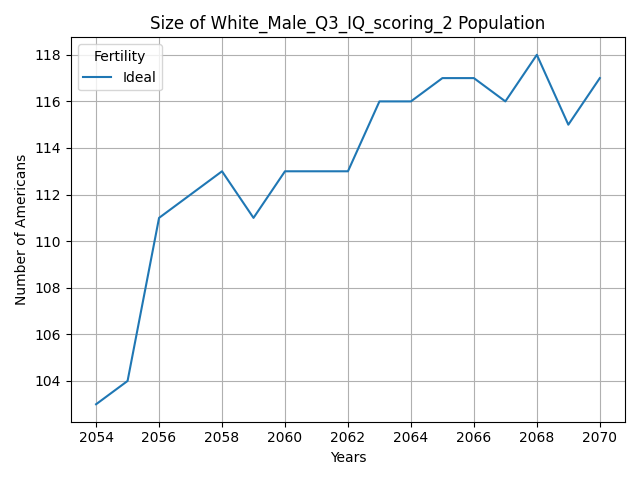 Size of White_Male_Q3_IQ_scoring_2 Population
Fertility
Ideal
118
116
114
112
110
108
106
104
Number of Americans
2054 2056 2058 2060 2062 2064 2066 2068 2070
Years